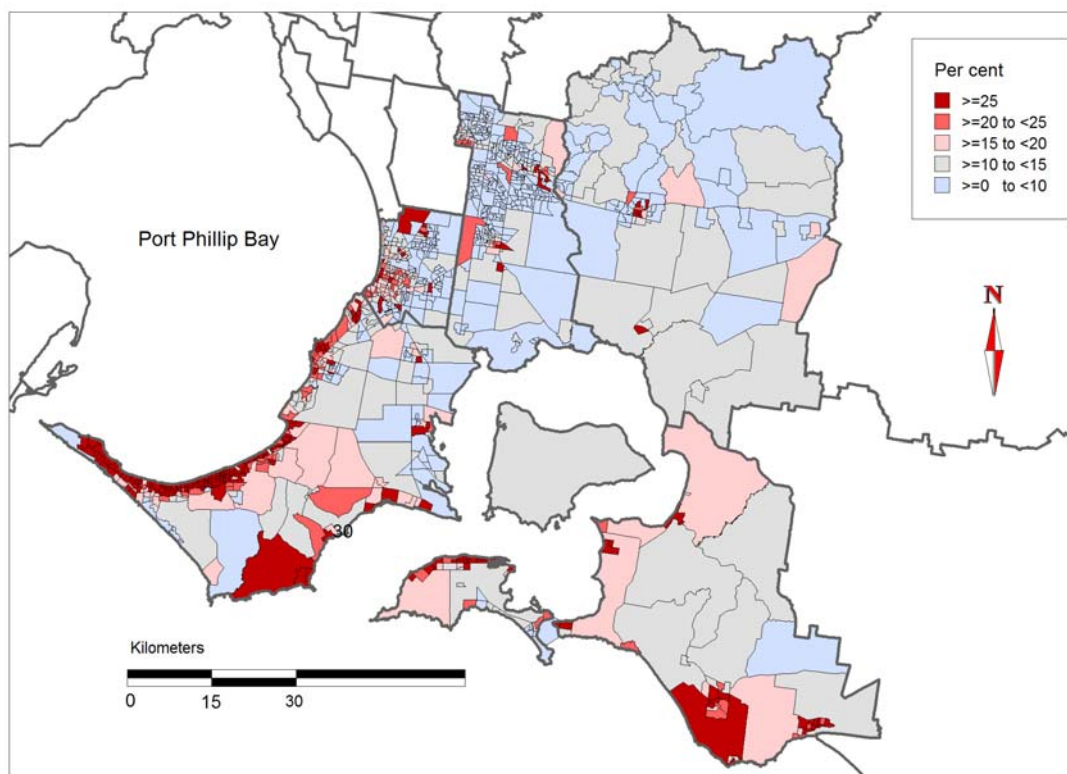 Per cent
>=25
>=20 to <25
>=15 to <20
>=10 to <15
>=0 to <10
Port Phillip Bay
N
30
Kilometers
0 15 30